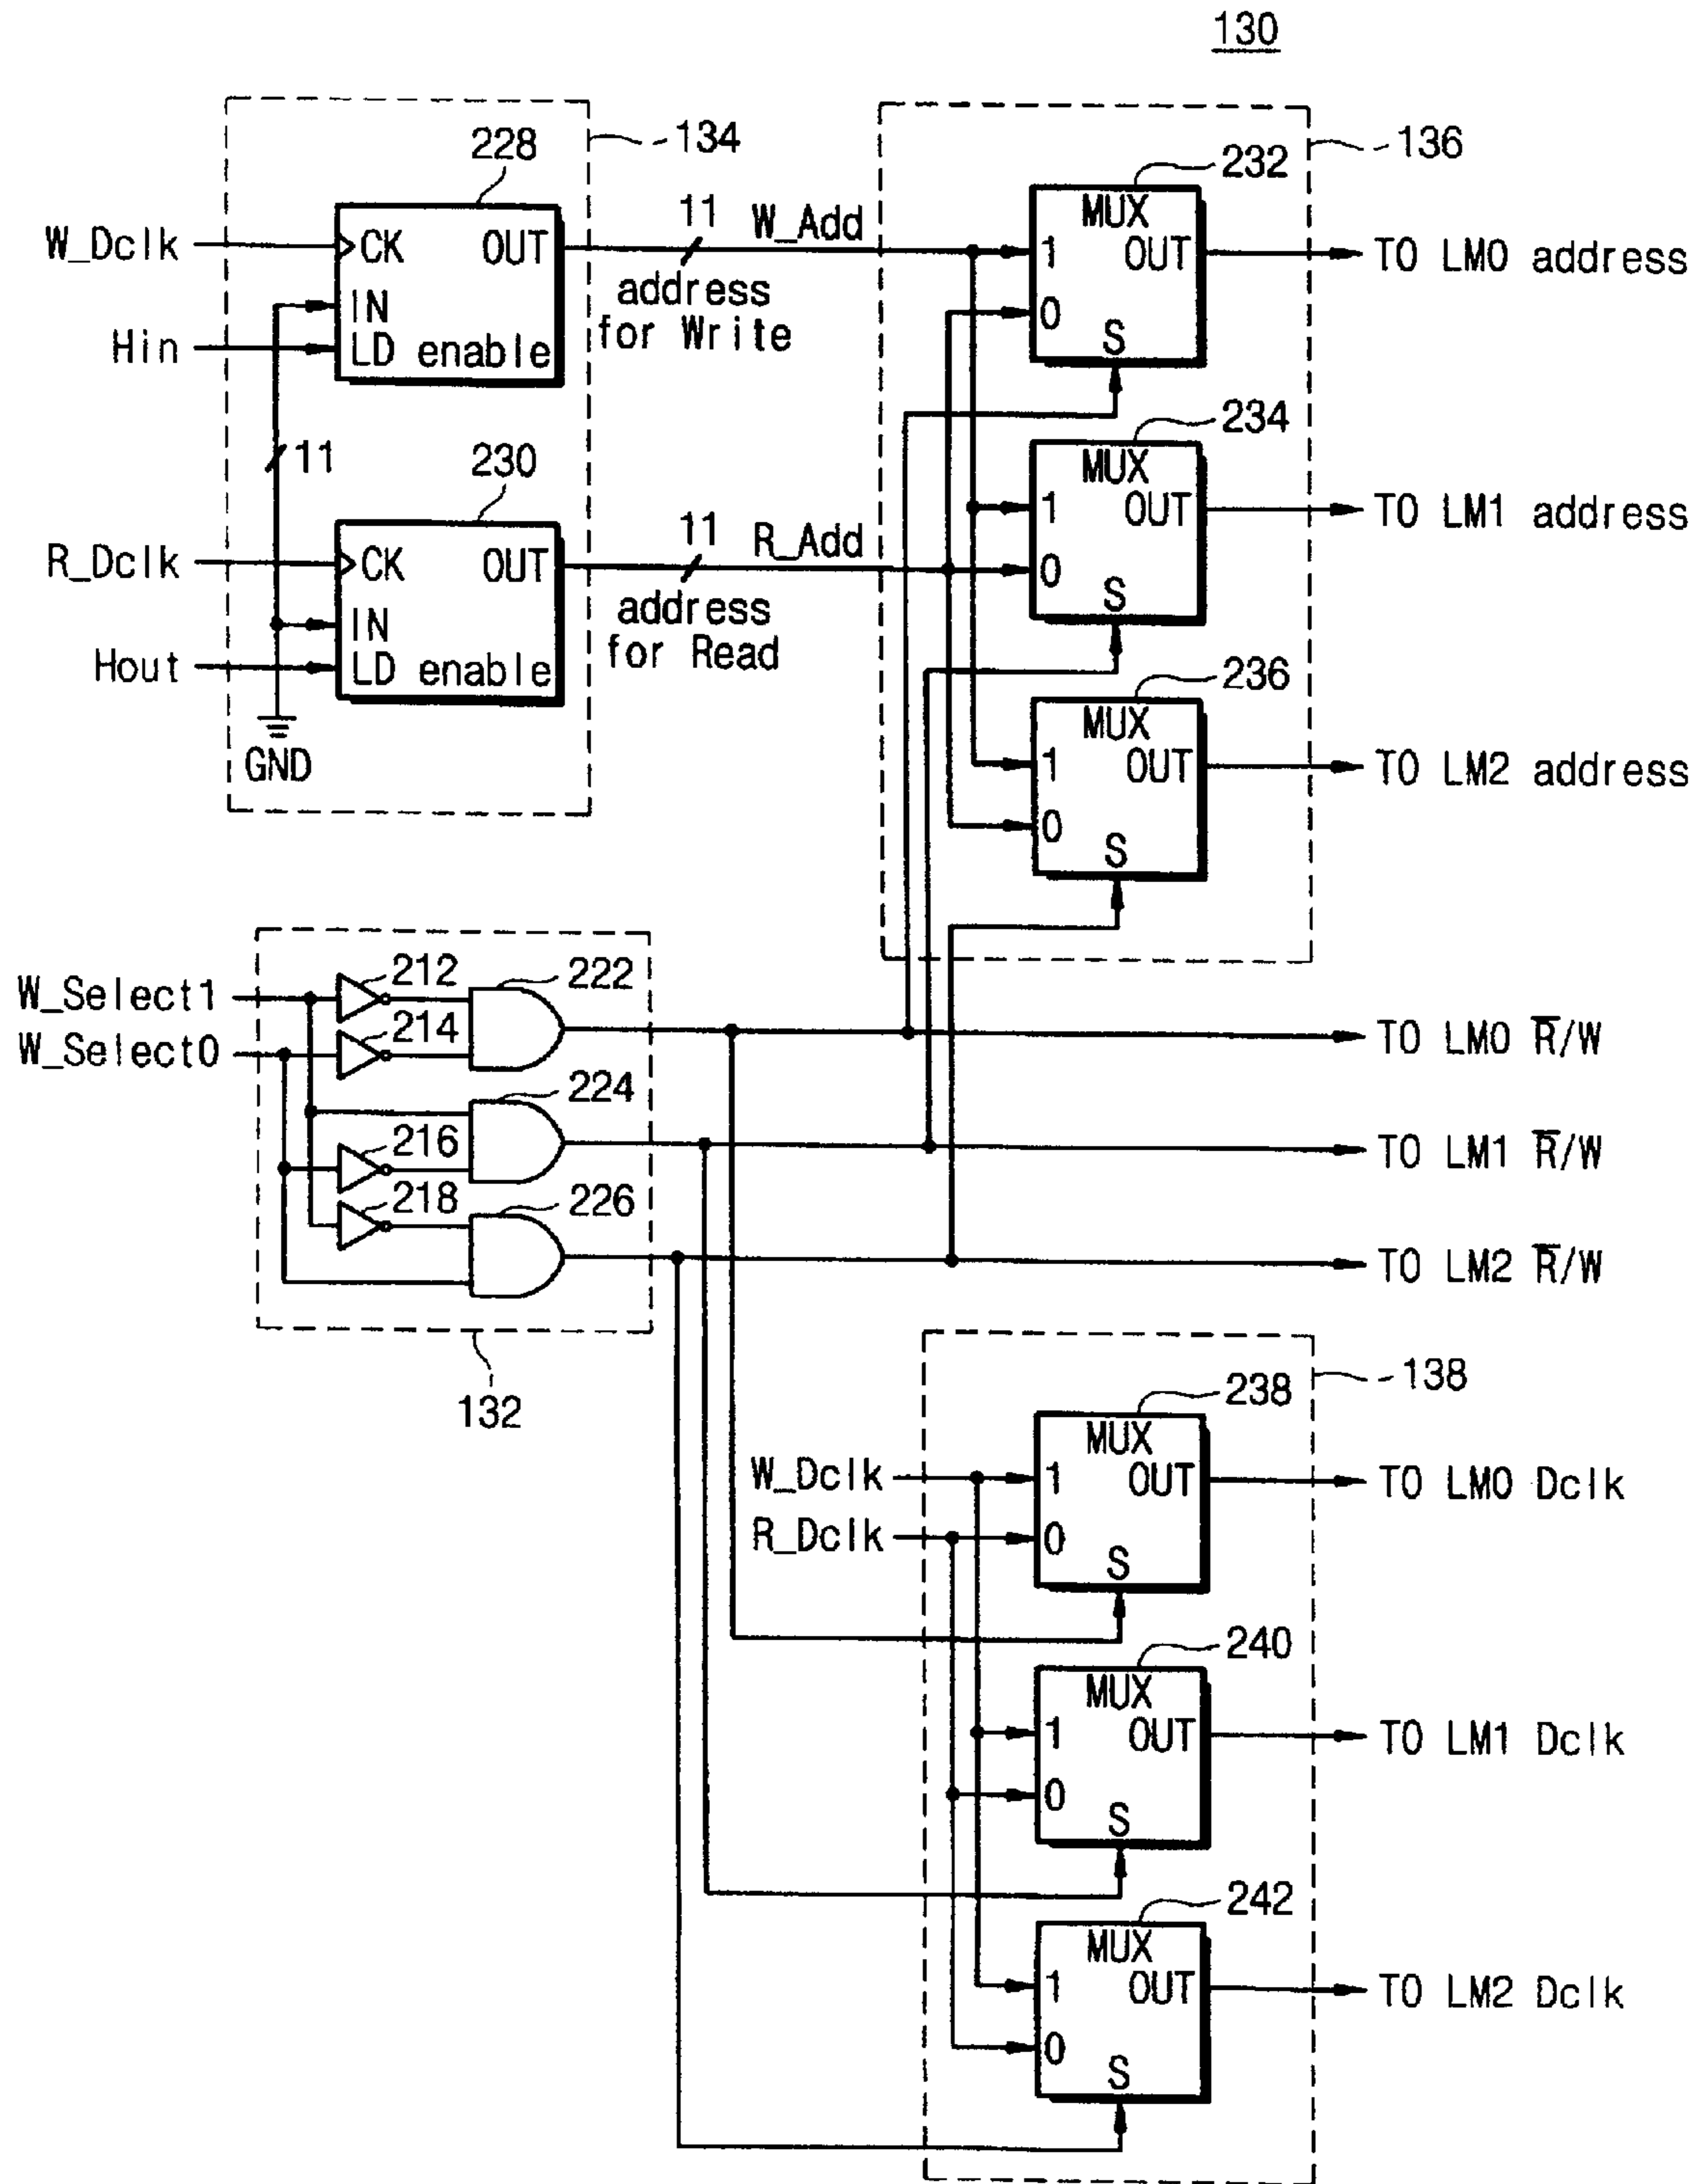 130
134
228
W_Dclk
CK
OUT
IN
Hin
LD enable
11
W_Add
address
for Write
11
230
R_Dclk
CK
OUT
IN
Hout
LD enable
11
R_Add
address
for Read
GND
136
232
MUX
1
OUT
0
S
TO LM0 address
234
MUX
1
OUT
0
S
TO LM1 address
236
MUX
1
OUT
0
S
TO LM2 address
W_Select1
W_Select0
212
222
214
224
216
218
226
132
TO LM0 R̅/W
TO LM1 R̅/W
TO LM2 R̅/W
138
238
W_Dclk
R_Dclk
MUX
1
OUT
0
S
TO LM0 Dclk
240
MUX
1
OUT
0
S
TO LM1 Dclk
242
MUX
1
OUT
0
S
TO LM2 Dclk